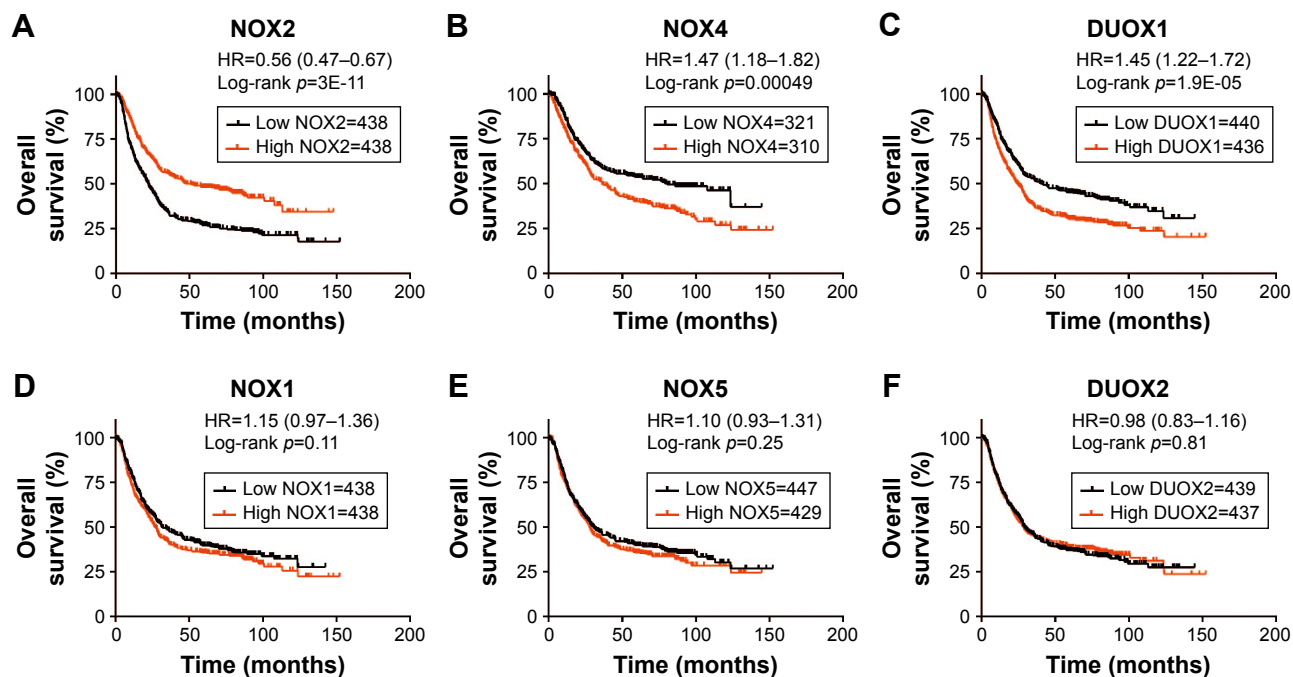 A
NOX2
HR=0.56 (0.47–0.67)
Log-rank p=3E-11
Low NOX2=438
High NOX2=438
Overall
survival (%)
100
75
50
25
0
0 50 100 150 200
Time (months)
B
NOX4
HR=1.47 (1.18–1.82)
Log-rank p=0.00049
Low NOX4=321
High NOX4=310
Overall
survival (%)
100
75
50
25
0
0 50 100 150 200
Time (months)
C
DUOX1
HR=1.45 (1.22–1.72)
Log-rank p=1.9E-05
Low DUOX1=440
High DUOX1=436
Overall
survival (%)
100
75
50
25
0
0 50 100 150 200
Time (months)
D
NOX1
HR=1.15 (0.97–1.36)
Log-rank p=0.11
Low NOX1=438
High NOX1=438
Overall
survival (%)
100
75
50
25
0
0 50 100 150 200
Time (months)
E
NOX5
HR=1.10 (0.93–1.31)
Log-rank p=0.25
Low NOX5=447
High NOX5=429
Overall
survival (%)
100
75
50
25
0
0 50 100 150 200
Time (months)
F
DUOX2
HR=0.98 (0.83–1.16)
Log-rank p=0.81
Low DUOX2=439
High DUOX2=437
Overall
survival (%)
100
75
50
25
0
0 50 100 150 200
Time (months)